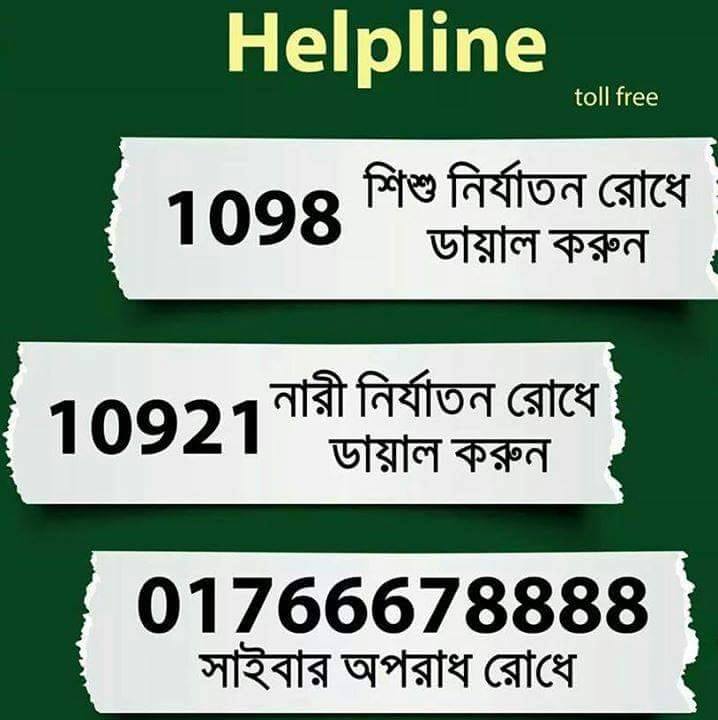 Helpline
toll free
1098 শিশু নির্যাতন রোধে
ডায়াল করুন
10921 নারী নির্যাতন রোধে
ডায়াল করুন
01766678888
সাইবার অপরাধ রোধে